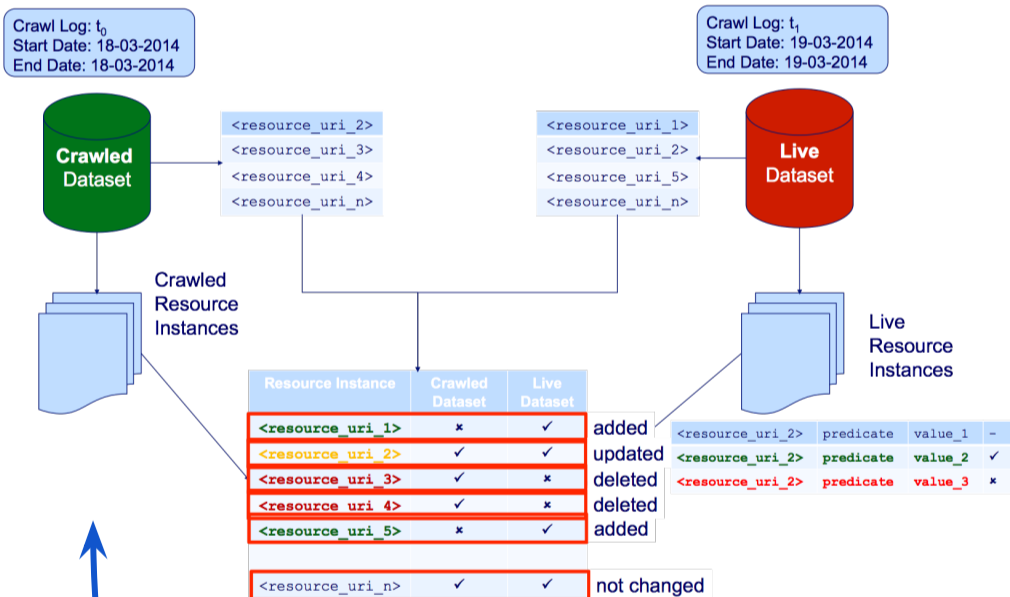 Crawl Log: t0
Start Date: 18-03-2014
End Date: 18-03-2014
Crawl Log: t1
Start Date: 19-03-2014
End Date: 19-03-2014
Crawled
Dataset
<resource_uri_2>
<resource_uri_3>
<resource_uri_4>
<resource_uri_n>
<resource_uri_1>
<resource_uri_2>
<resource_uri_5>
<resource_uri_n>
Live
Dataset
Crawled
Resource
Instances
Live
Resource
Instances
Resource Instance Crawled Dataset Live Dataset
<resource_uri_1> × ✓ added
<resource_uri_2> ✓ ✓ updated
<resource_uri_3> ✓ × deleted
<resource_uri_4> ✓ × deleted
<resource_uri_5> × ✓ added
<resource_uri_n> ✓ ✓ not changed
<resource_uri_2> predicate value_1 –
<resource_uri_2> predicate value_2 ✓
<resource_uri_2> predicate value_3 ×